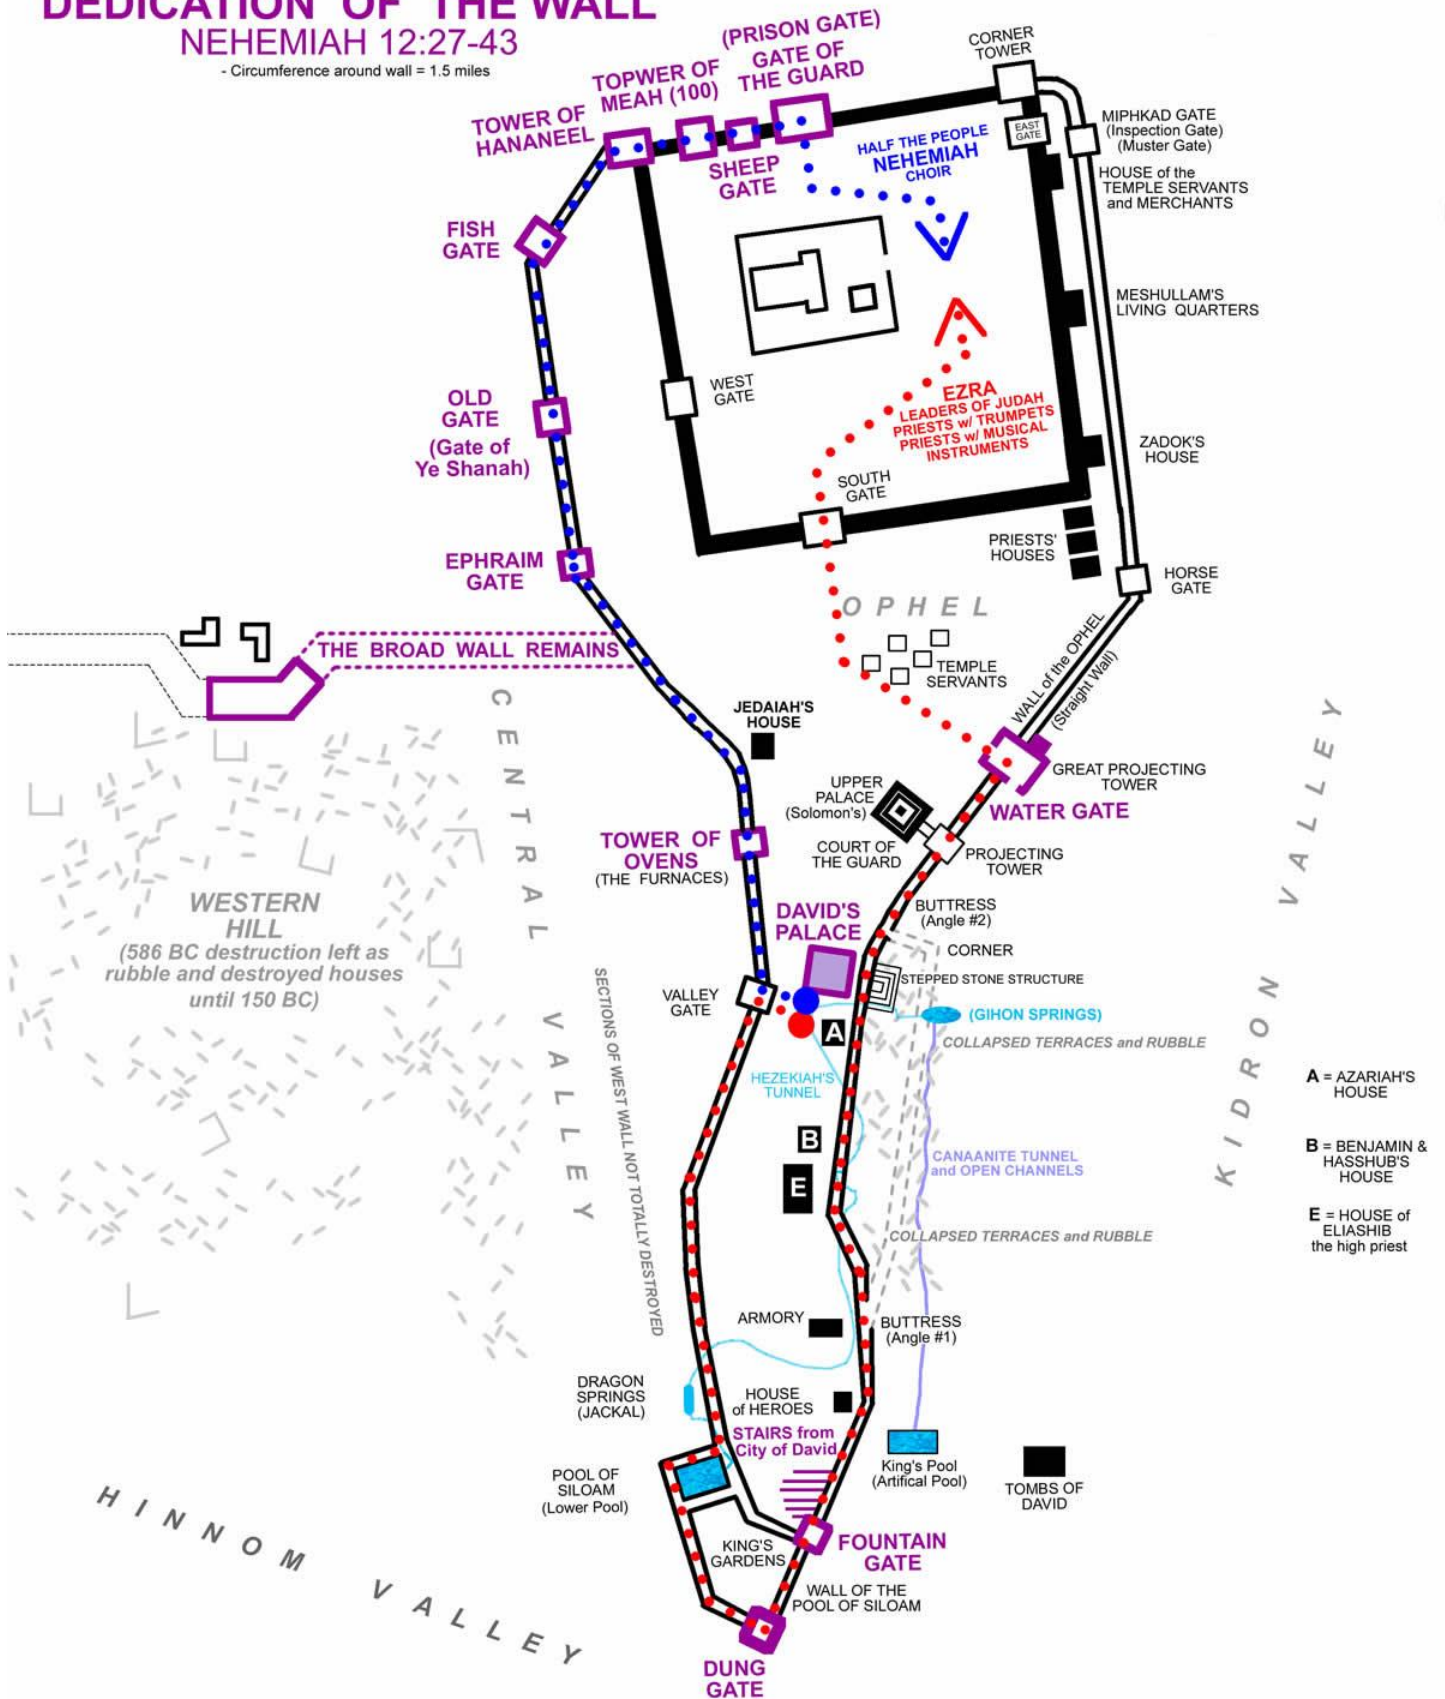 DEDICATION OF THE WALL
NEHEMIAH 12:27-43
- Circumference around wall = 1.5 miles
(PRISON GATE)
GATE OF
THE GUARD
TOPWER OF
MEAH (100)
TOWER OF
HANANEEL
SHEEP
GATE
CORNER
TOWER
EAST
GATE
MIPHKAD GATE
(Inspection Gate)
(Muster Gate)
HALF THE PEOPLE
NEHEMIAH
CHOIR
HOUSE of the
TEMPLE SERVANTS
and MERCHANTS
FISH
GATE
MESHULLAM'S
LIVING QUARTERS
WEST
GATE
OLD
GATE
(Gate of
Ye Shanah)
EZRA
LEADERS OF JUDAH
PRIESTS w/ TRUMPETS
PRIESTS w/ MUSICAL
INSTRUMENTS
ZADOK'S
HOUSE
SOUTH
GATE
PRIESTS'
HOUSES
EPHRAIM
GATE
HORSE
GATE
OPHEL
THE BROAD WALL REMAINS
TEMPLE
SERVANTS
WALL of the OPHEL
(Straight Wall)
JEDAIAH'S
HOUSE
CENTRAL VALLEY
KIDRON VALLEY
GREAT PROJECTING
TOWER
WATER GATE
UPPER
PALACE
(Solomon's)
COURT OF
THE GUARD
PROJECTING
TOWER
TOWER OF
OVENS
(THE FURNACES)
WESTERN
HILL
(586 BC destruction left as
rubble and destroyed houses
until 150 BC)
DAVID'S
PALACE
BUTTRESS
(Angle #2)
CORNER
STEPPED STONE STRUCTURE
VALLEY
GATE
(GIHON SPRINGS)
A
COLLAPSED TERRACES and RUBBLE
SECTIONS OF WEST WALL NOT TOTALLY DESTROYED
HEZEKIAH'S
TUNNEL
A = AZARIAH'S
HOUSE
B
B = BENJAMIN &
HASSHUB'S
HOUSE
CANAANITE TUNNEL
and OPEN CHANNELS
E
E = HOUSE of
ELIASHIB
the high priest
COLLAPSED TERRACES and RUBBLE
ARMORY
BUTTRESS
(Angle #1)
DRAGON
SPRINGS
(JACKAL)
HOUSE
of HEROES
STAIRS from
City of David
King's Pool
(Artifical Pool)
TOMBS OF
DAVID
POOL OF
SILOAM
(Lower Pool)
HINNOM VALLEY
KING'S
GARDENS
FOUNTAIN
GATE
WALL OF THE
POOL OF SILOAM
DUNG
GATE